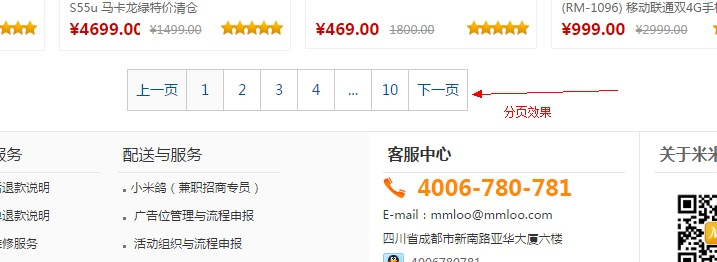 S55u 马卡龙绿特价清仓
(RM-1096) 移动联通双4G手机
¥4699.00 ¥1499.00
¥469.00 1800.00
¥999.00 ¥2999.00
上一页 1 2 3 4 ... 10 下一页
分页效果
服务
退款说明
退款说明
修服务
配送与服务
小米鸽（兼职招商专员）
广告位管理与流程申报
活动组织与流程申报
客服中心
4006-780-781
E-mail：mmloo@mmloo.com
四川省成都市新南路亚华大厦六楼
4006780781
关于米米